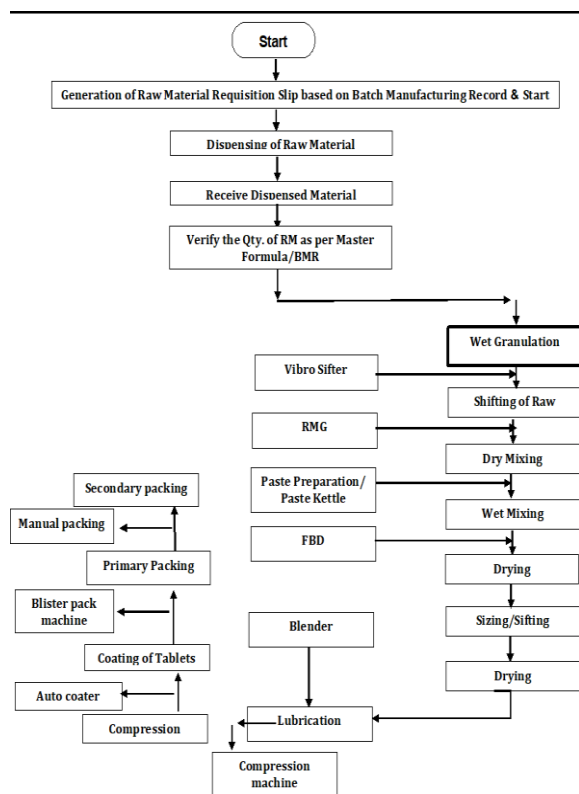 Start
Generation of Raw Material Requisition Slip based on Batch Manufacturing Record & Start
Dispensing of Raw Material
Receive Dispensed Material
Verify the Qty. of RM as per Master
Formula/BMR
Wet Granulation
Vibro Sifter
Shifting of Raw
RMG
Dry Mixing
Paste Preparation/
Paste Kettle
Wet Mixing
FBD
Drying
Sizing/Sifting
Drying
Blender
Lubrication
Compression
machine
Compression
Auto coater
Coating of Tablets
Blister pack
machine
Primary Packing
Manual packing
Secondary packing